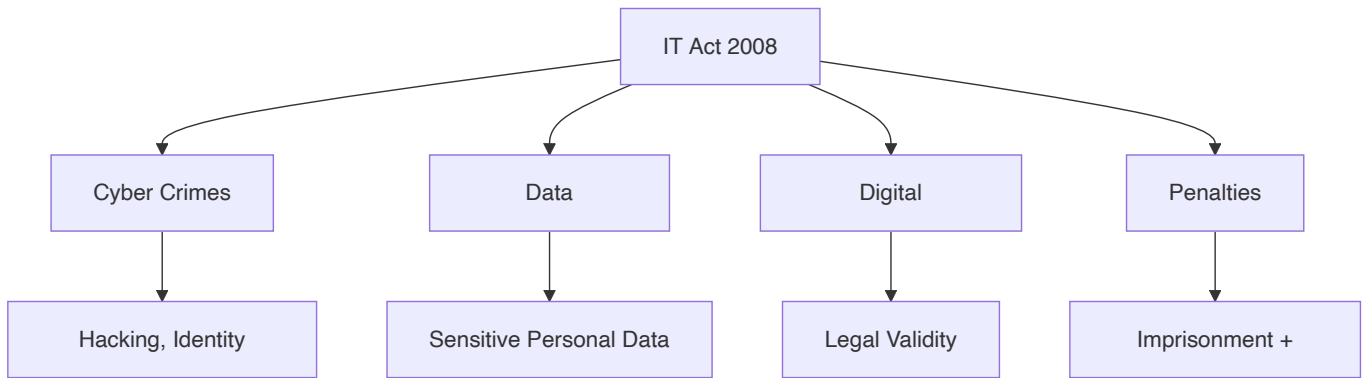 IT Act 2008
Cyber Crimes
Data
Digital
Penalties
Hacking, Identity
Sensitive Personal Data
Legal Validity
Imprisonment +